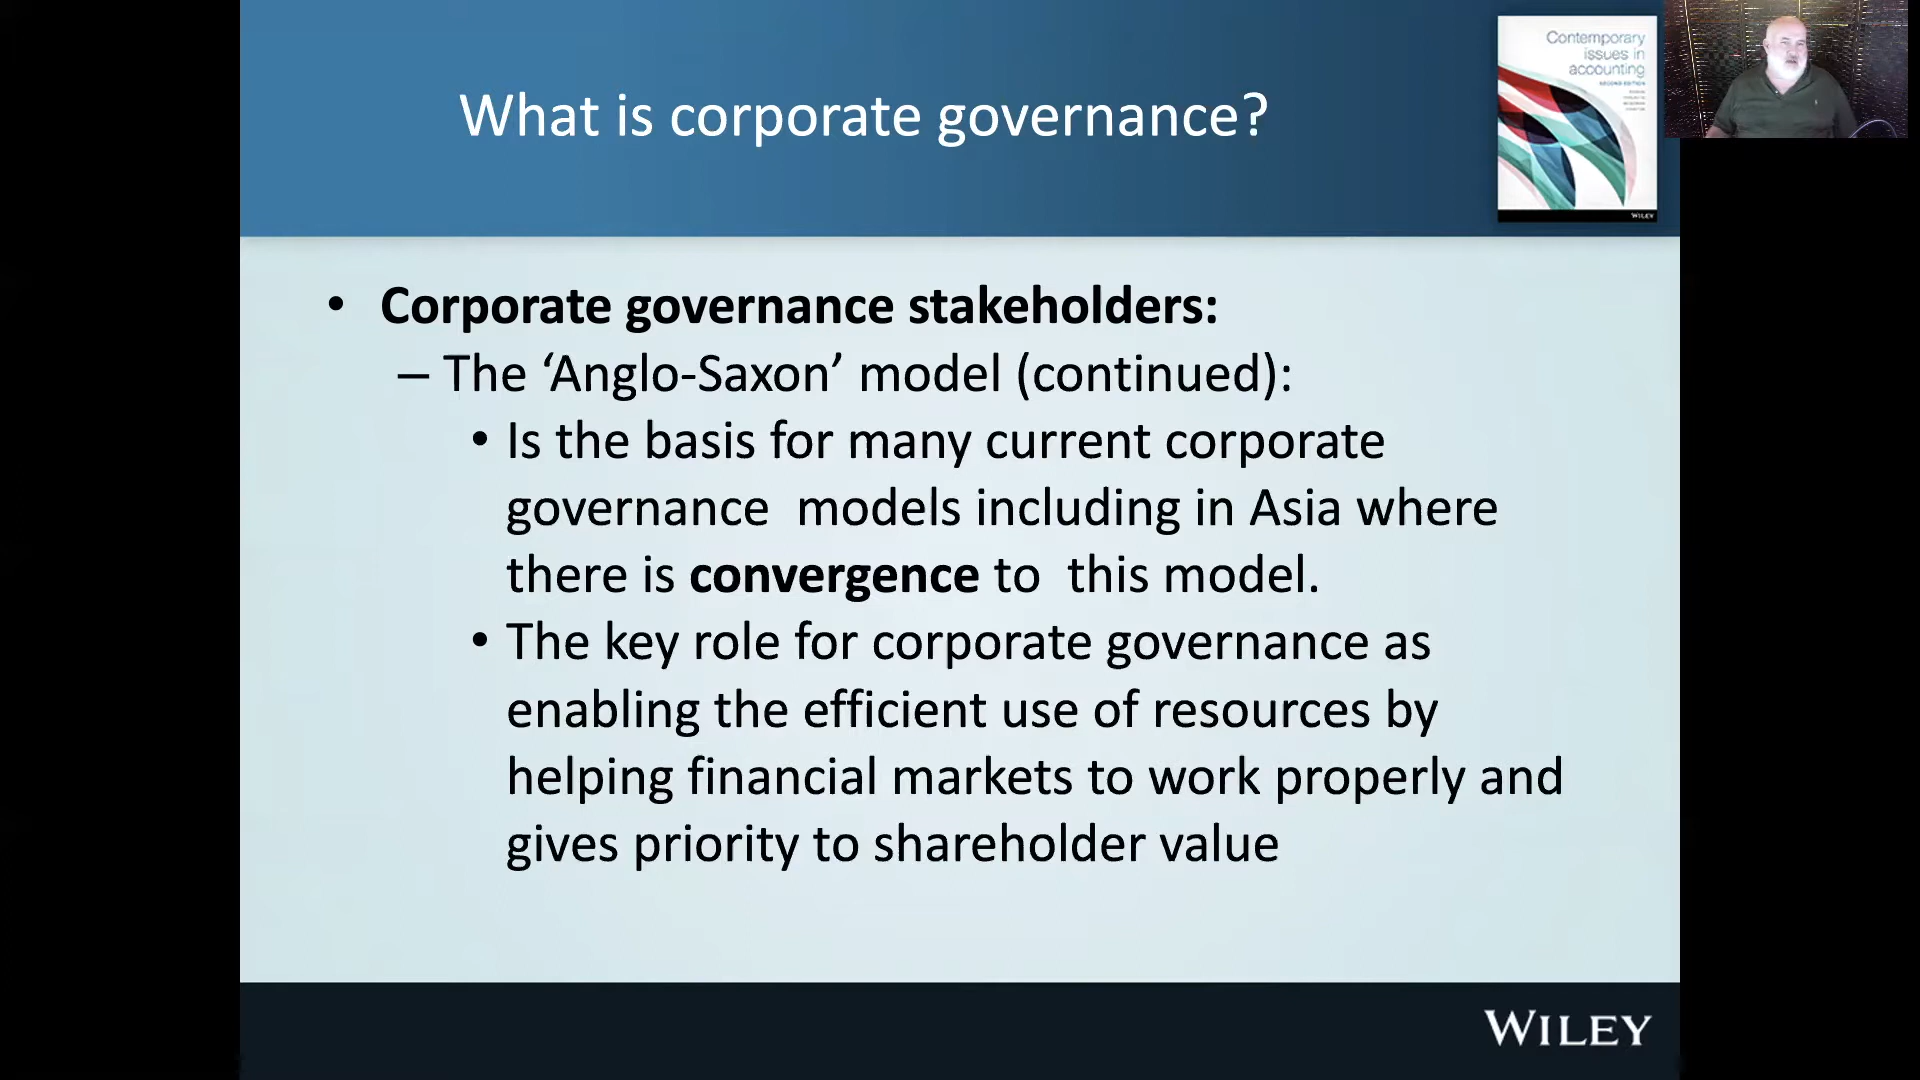 What is corporate governance?
Contemporary
issues in
accounting
SECOND EDITION
WILEY
• Corporate governance stakeholders:
– The ‘Anglo-Saxon’ model (continued):
• Is the basis for many current corporate
governance  models including in Asia where
there is convergence to  this model.
• The key role for corporate governance as
enabling the efficient use of resources by
helping financial markets to work properly and
gives priority to shareholder value
WILEY